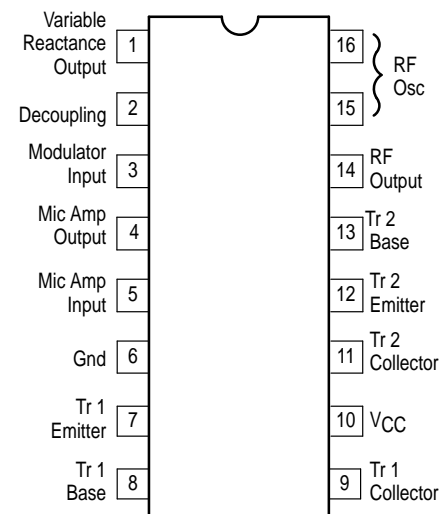 Variable
Reactance
Output
1
Decoupling
2
Modulator
Input
3
Mic Amp
Output
4
Mic Amp
Input
5
Gnd
6
Tr 1
Emitter
7
Tr 1
Base
8
16
15
RF
Osc
14
RF
Output
13
Tr 2
Base
12
Tr 2
Emitter
11
Tr 2
Collector
10
VCC
9
Tr 1
Collector